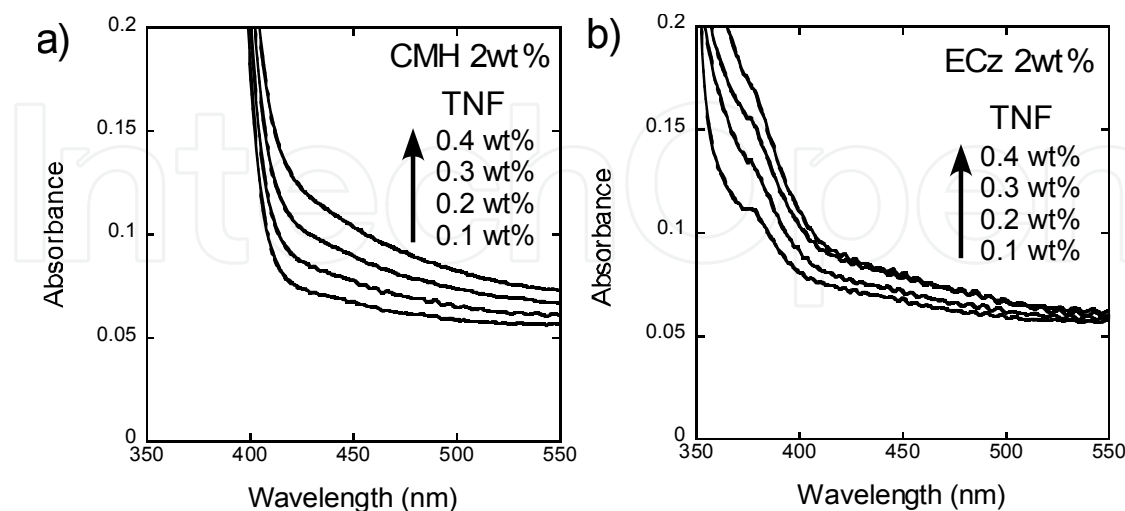 a)
CMH 2wt%
TNF
0.4 wt%
0.3 wt%
0.2 wt%
0.1 wt%
0.2
0.15
0.1
0.05
0
Absorbance
350 400 450 500 550
Wavelength (nm)
b)
ECz 2wt%
TNF
0.4 wt%
0.3 wt%
0.2 wt%
0.1 wt%
0.2
0.15
0.1
0.05
0
Absorbance
350 400 450 500 550
Wavelength (nm)
IntechOpen